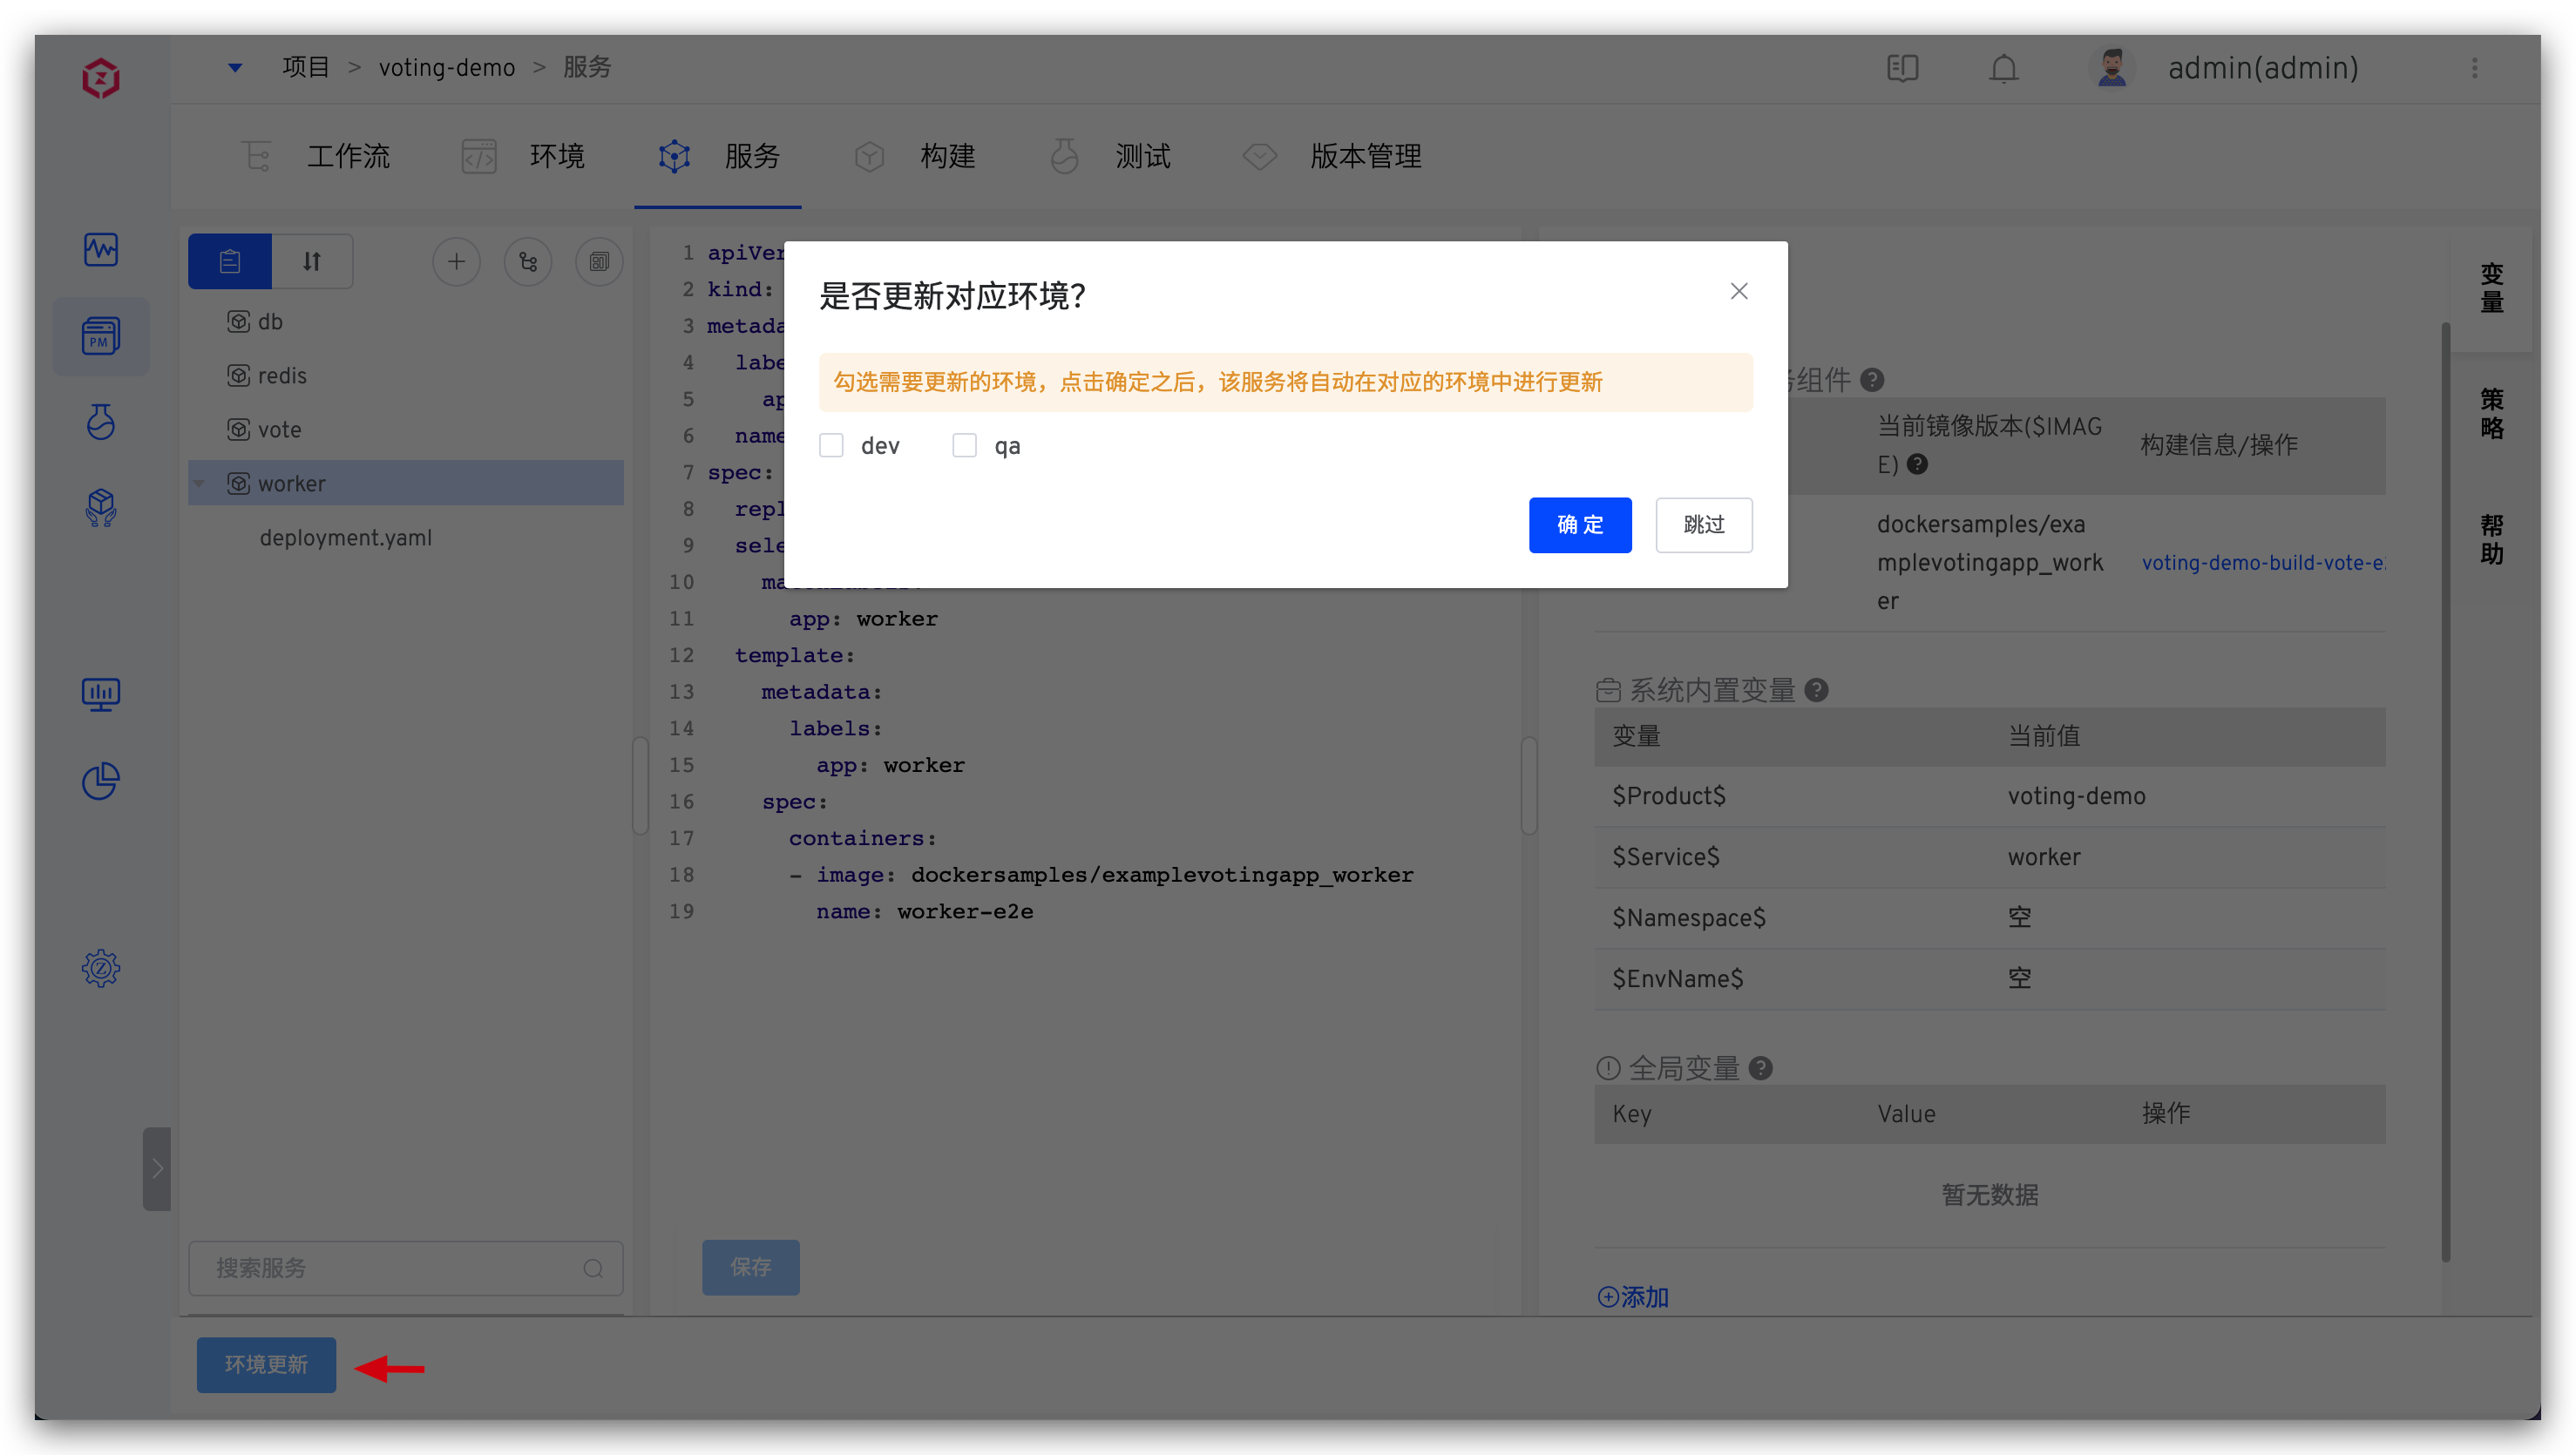 项目 > voting-demo > 服务
admin(admin)
工作流
环境
服务
构建
测试
版本管理
PM
db
redis
vote
worker
deployment.yaml
搜索服务
1 apiVer
2 kind:
3 metada
4 labe
5 ap
6 name
7 spec:
8 repl
9 sele
10
11 app: worker
12 template:
13 metadata:
14 labels:
15 app: worker
16 spec:
17 containers:
18 - image: dockersamples/examplevotingapp_worker
19 name: worker-e2e
保存
是否更新对应环境?
勾选需要更新的环境，点击确定之后，该服务将自动在对应的环境中进行更新
dev
qa
确 定
跳过
组件
当前镜像版本($IMAG
E)
构建信息/操作
dockersamples/exa
mplevotingapp_work
er
voting-demo-build-vote-e
系统内置变量
变量 当前值
$Product$ voting-demo
$Service$ worker
$Namespace$ 空
$EnvName$ 空
全局变量
Key Value 操作
暂无数据
添加
变量
策略
帮助
环境更新